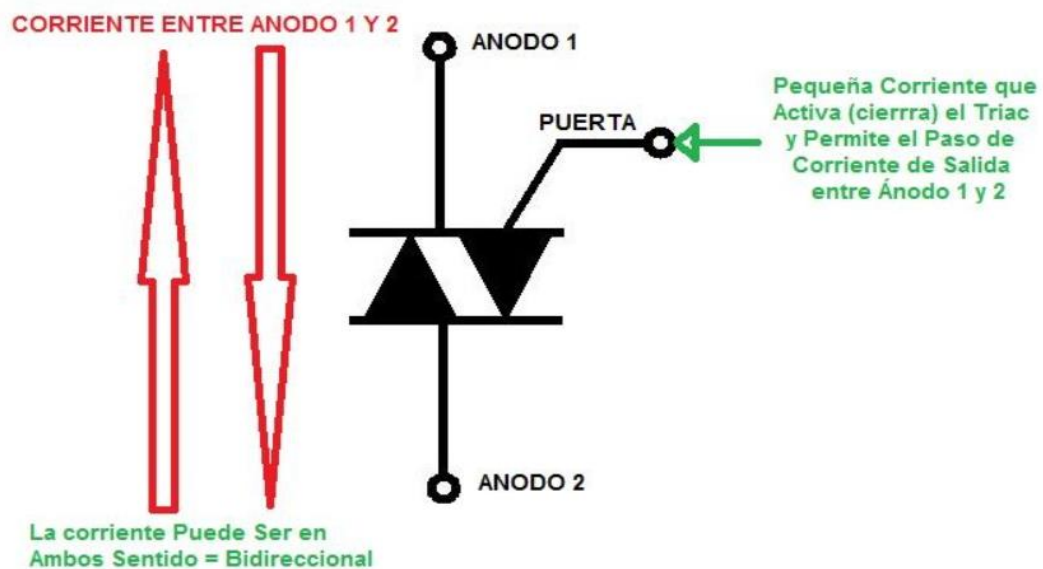 CORRIENTE ENTRE ANODO 1 Y 2
ANODO 1
PUERTA
Pequeña Corriente que
Activa (cierrra) el Triac
y Permite el Paso de
Corriente de Salida
entre Ánodo 1 y 2
ANODO 2
La corriente Puede Ser en
Ambos Sentido = Bidireccional